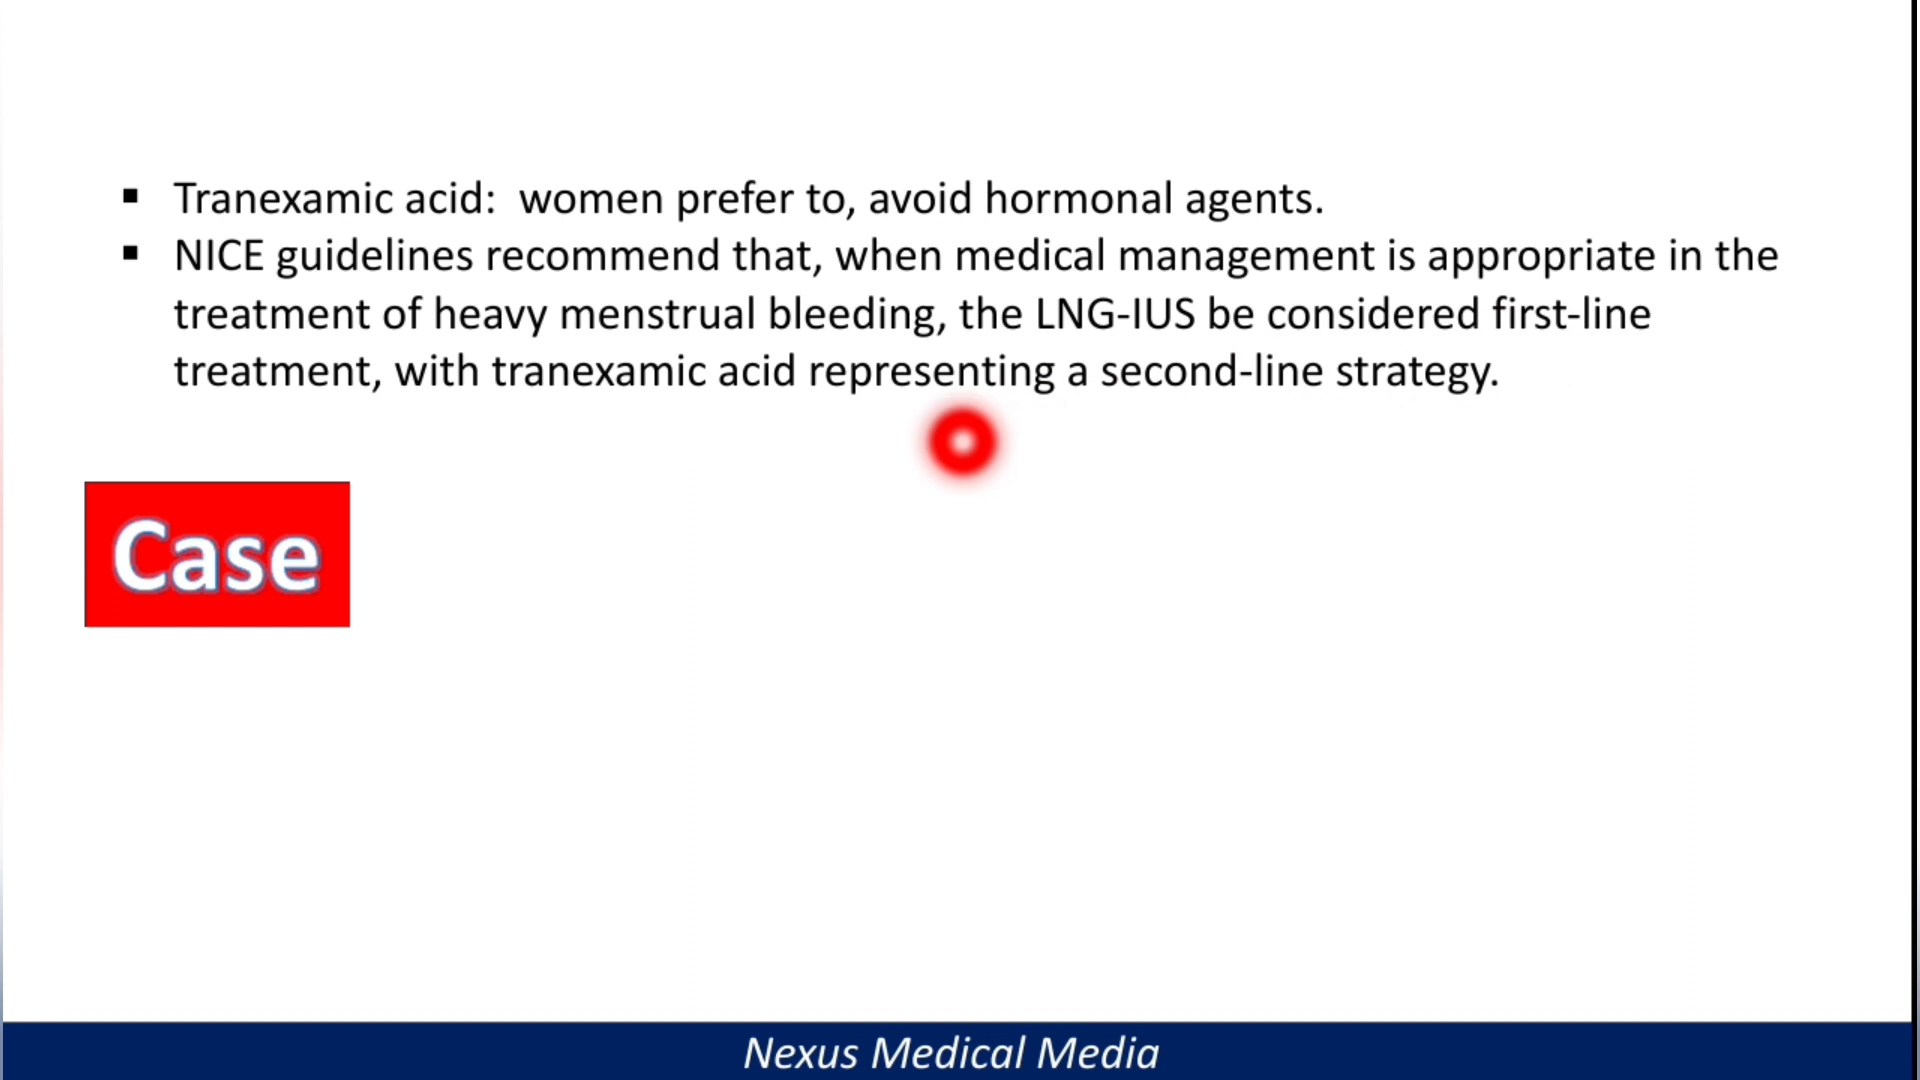 ▪ Tranexamic acid:  women prefer to, avoid hormonal agents.
▪ NICE guidelines recommend that, when medical management is appropriate in the
treatment of heavy menstrual bleeding, the LNG-IUS be considered first-line
treatment, with tranexamic acid representing a second-line strategy.
Case
Nexus Medical Media